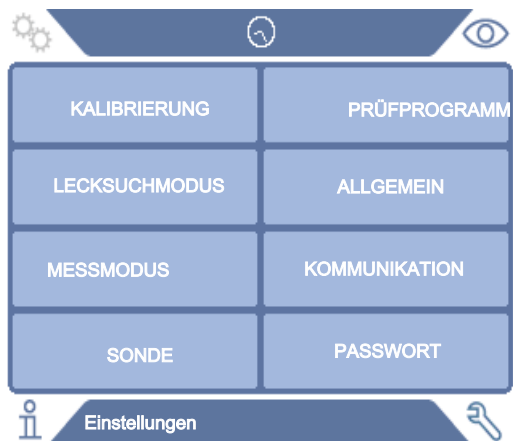 KALIBRIERUNG
PRÜFPROGRAMM
LECKSUCHMODUS
ALLGEMEIN
MESSMODUS
KOMMUNIKATION
SONDE
PASSWORT
Einstellungen